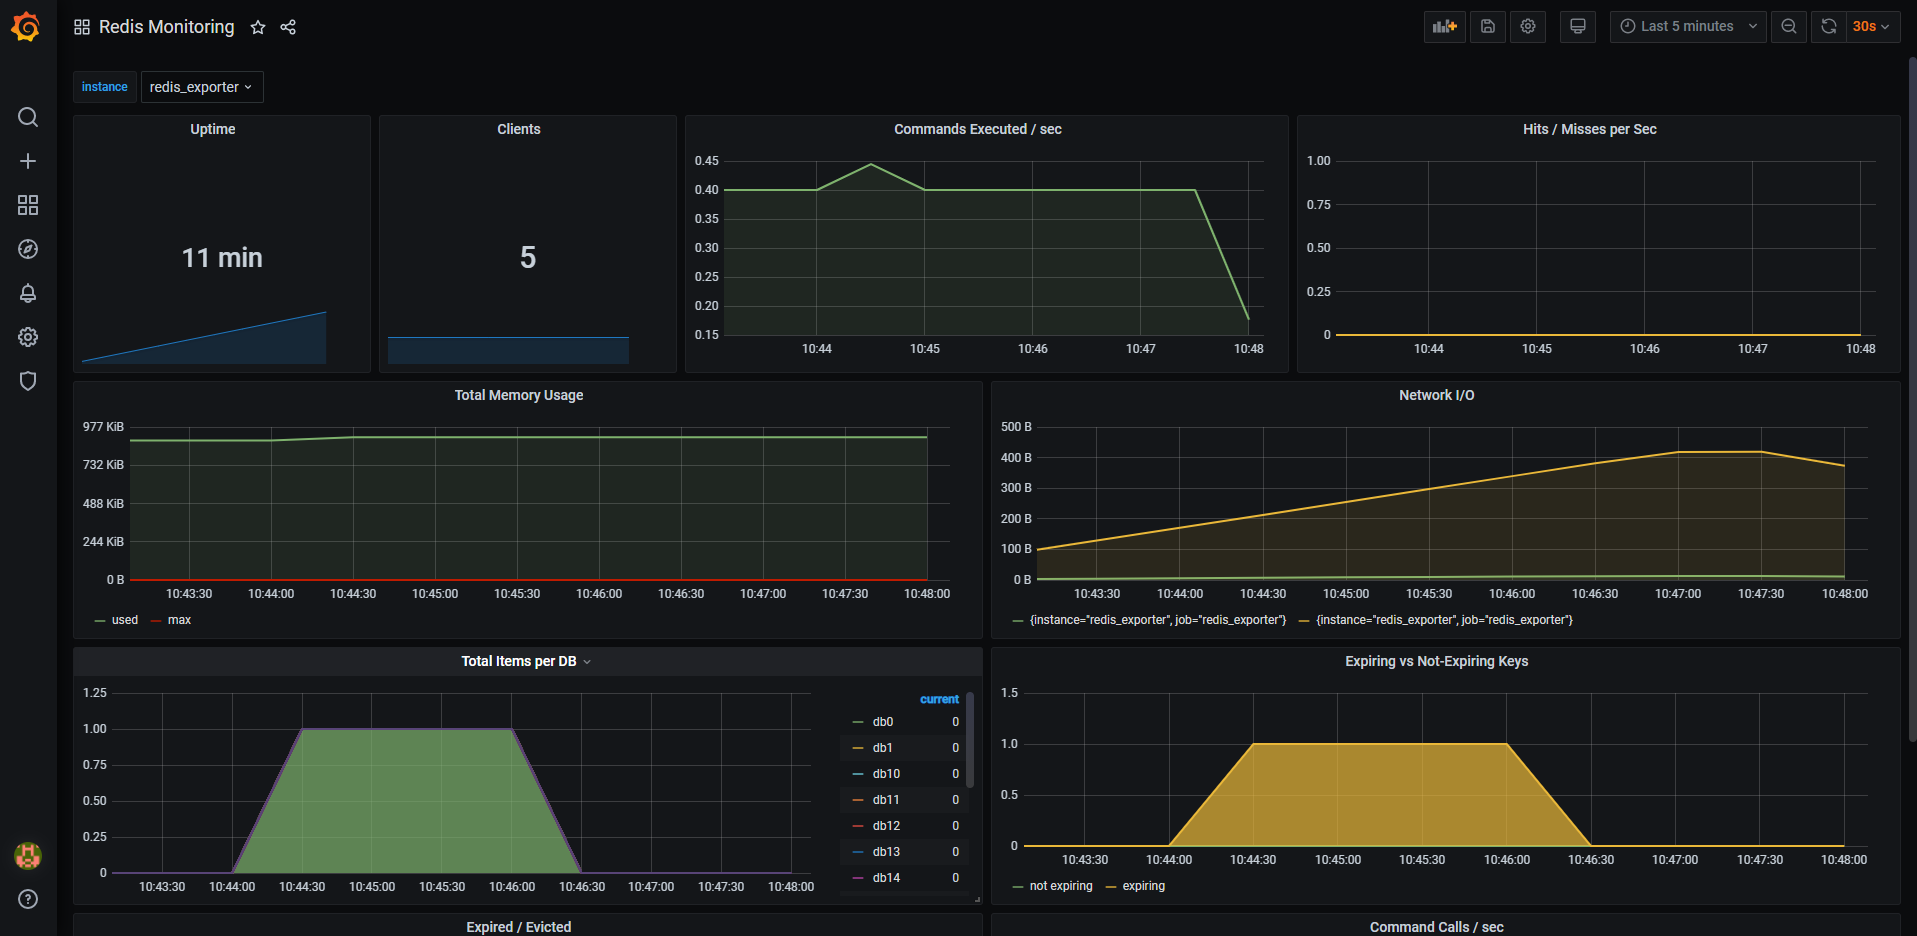 Redis Monitoring
Last 5 minutes
30s
instance
redis_exporter
Uptime
11 min
Clients
5
Commands Executed / sec
0.45
0.40
0.35
0.30
0.25
0.20
0.15
10:44 10:45 10:46 10:47 10:48
Hits / Misses per Sec
1.00
0.75
0.50
0.25
0
10:44 10:45 10:46 10:47 10:48
Total Memory Usage
977 KiB
732 KiB
488 KiB
244 KiB
0 B
10:43:30 10:44:00 10:44:30 10:45:00 10:45:30 10:46:00 10:46:30 10:47:00 10:47:30 10:48:00
used max
Network I/O
500 B
400 B
300 B
200 B
100 B
0 B
10:43:30 10:44:00 10:44:30 10:45:00 10:45:30 10:46:00 10:46:30 10:47:00 10:47:30 10:48:00
{instance="redis_exporter", job="redis_exporter"} {instance="redis_exporter", job="redis_exporter"}
Total Items per DB
1.25
1.00
0.75
0.50
0.25
0
10:43:30 10:44:00 10:44:30 10:45:00 10:45:30 10:46:00 10:46:30 10:47:00 10:47:30 10:48:00
current
db0 0
db1 0
db10 0
db11 0
db12 0
db13 0
db14 0
Expiring vs Not-Expiring Keys
1.5
1.0
0.5
0
10:43:30 10:44:00 10:44:30 10:45:00 10:45:30 10:46:00 10:46:30 10:47:00 10:47:30 10:48:00
not expiring expiring
Expired / Evicted
Command Calls / sec